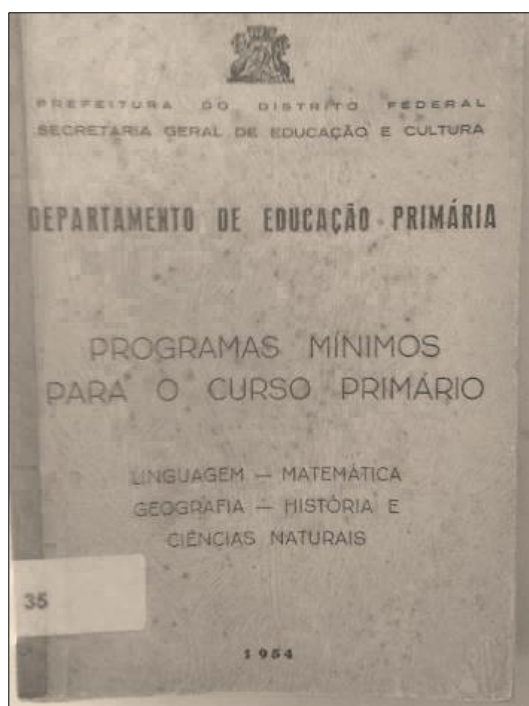 PREFEITURA DO DISTRITO FEDERAL
SECRETARIA GERAL DE EDUCAÇÃO E CULTURA
DEPARTAMENTO DE EDUCAÇÃO PRIMÁRIA
PROGRAMAS MÍNIMOS
PARA O CURSO PRIMÁRIO
LINGUAGEM — MATEMÁTICA
GEOGRAFIA — HISTÓRIA E
CIÊNCIAS NATURAIS
35
1954